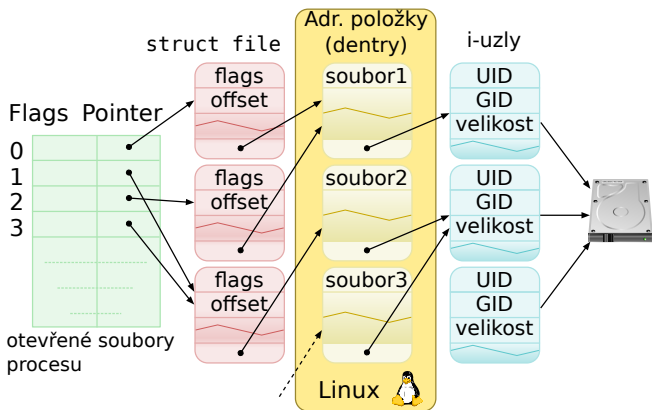 struct file
Adr. položky
(dentry)
i-uzly
Flags Pointer
0
1
2
3
otevřené soubory
procesu
flags
offset
flags
offset
flags
offset
soubor1
soubor2
soubor3
Linux
UID
GID
velikost
UID
GID
velikost
UID
GID
velikost